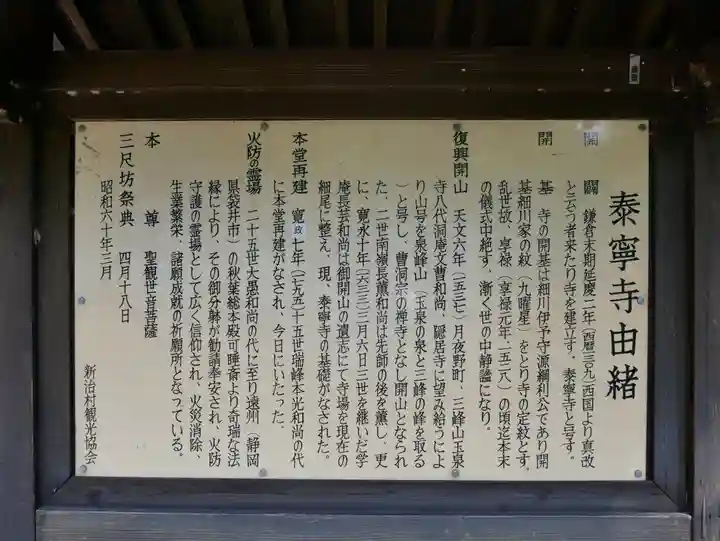 泰寧寺由緒
開闢 鎌倉末期延慶二年(西暦一三〇九)西国より真改
と云う者来たり寺を建立す。泰寧寺と号す。
開基 寺の開基は細川伊予守源綱利公であり開
基細川家の紋(九曜星)をとり寺の定紋とす。
乱世故、享禄(享禄元年一五二八)の頃迄本末
の儀式中絶す、漸く世の中静謐になり。
復興開山 天文六年(一五三七)月夜野町、三峰山玉泉
寺八代洞庵文曹和尚、隠居寺に望み給うによ
り山号を泉峰山(玉泉の泉と三峰の峰を取る
)と号し、曹洞宗の禅寺となし開山となられ
た、二世南嶺長薫和尚は先師の後を薫し、更
に、寛永十年(一六三三)三月六日三世を継いだ学
庵長芸和尚は御開山の遺志にて寺場を現在の
細尾に整え、現、泰寧寺の基礎がなされた。
本堂再建 寛政七年(一七九五)十五世瑞峰本光和尚の代
に本堂再建がなされ、今日にいたった。
火防の霊場 二十五世大愚和尚の代に至り遠州(静岡
県袋井市)の秋葉総本殿可睡斎より奇瑞な法
縁により、その御分躰が勧請奉安され、火防
守護の霊場として広く信仰され、火災消除、
生業繁栄、諸願成就の祈願所となっている。
本尊 聖観世音菩薩
三尺坊祭典 四月十八日
昭和六十年三月
新治村観光協会